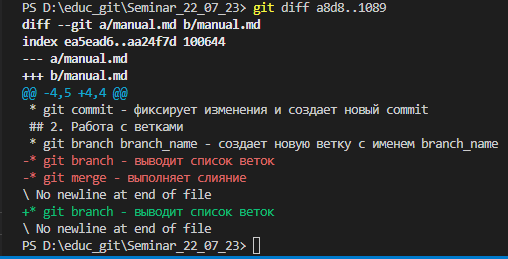 PS D:\educ_git\Seminar_22_07_23> git diff a8d8..1089
diff --git a/manual.md b/manual.md
index ea5ead6..aa24f7d 100644
--- a/manual.md
+++ b/manual.md
@@ -4,5 +4,4 @@
 * git commit - фиксирует изменения и создает новый commit
 ## 2. Работа с ветками
 * git branch branch_name - создает новую ветку с именем branch_name
-* git branch - выводит список веток
-* git merge - выполняет слияние
\ No newline at end of file
+* git branch - выводит список веток
\ No newline at end of file
PS D:\educ_git\Seminar_22_07_23>